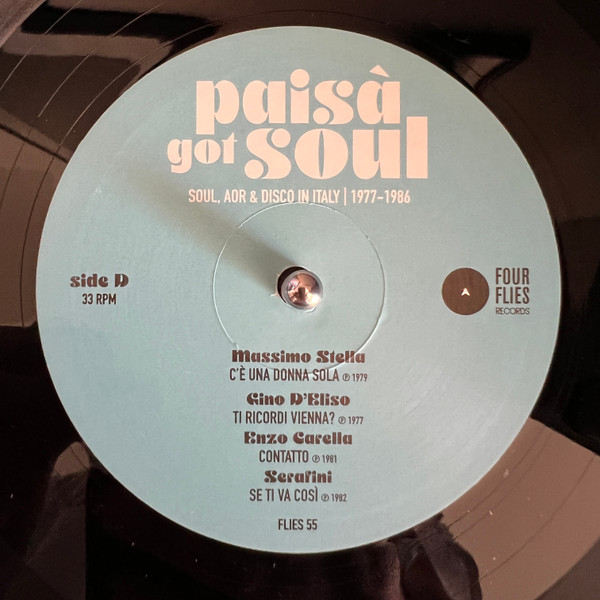 paisà
got soul
SOUL, AOR & DISCO IN ITALY | 1977-1986
side D
33 RPM
FOUR
FLIES
RECORDS
Massimo Stella
C'È UNA DONNA SOLA ℗ 1979
Gino D'Eliso
TI RICORDI VIENNA? ℗ 1977
Enzo Carella
CONTATTO ℗ 1981
Serafini
SE TI VA COSÌ ℗ 1982
FLIES 55